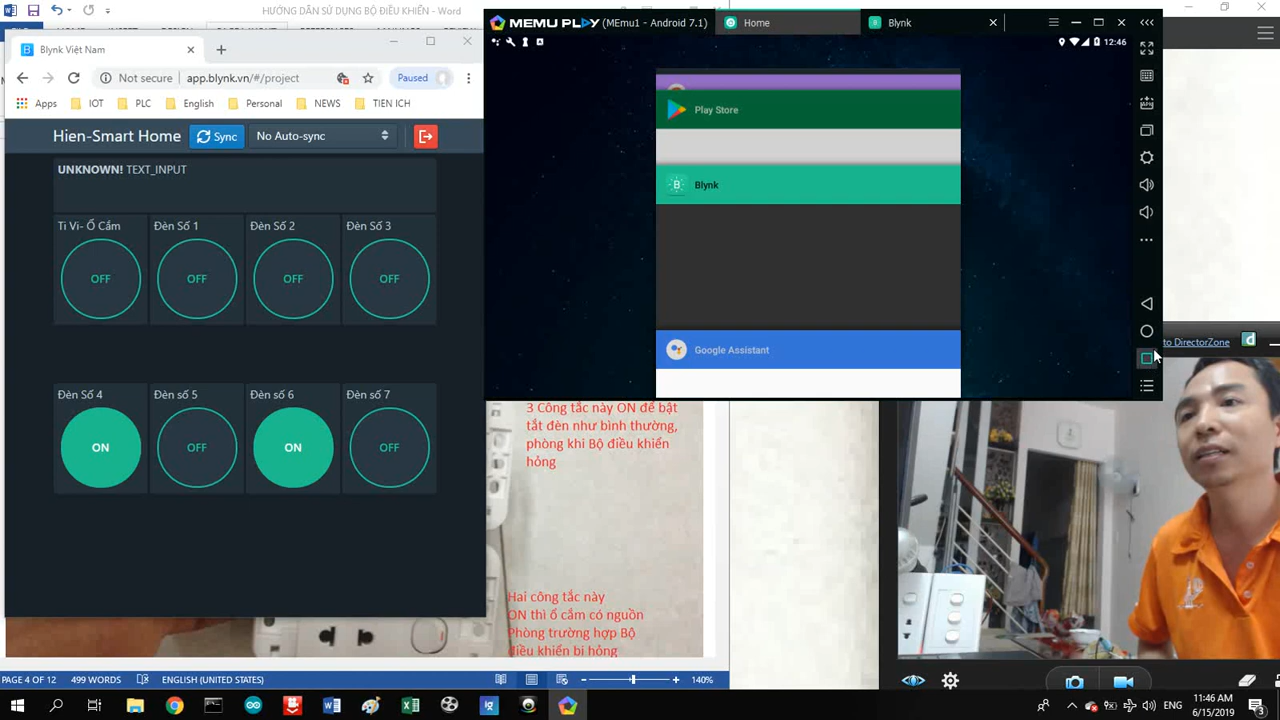 HƯỚNG DẪN SỬ DỤNG BỘ ĐIỀU KHIỂN - Word
Blynk Việt Nam
Not secure
app.blynk.vn/#/project
Paused
Apps
IOT
PLC
English
Personal
NEWS
TIEN ICH
Hien-Smart Home
Sync
No Auto-sync
UNKNOWN! TEXT_INPUT
Ti Vi- Ổ Cắm
Đèn Số 1
Đèn Số 2
Đèn Số 3
OFF
OFF
OFF
OFF
Đèn Số 4
Đèn số 5
Đèn số 6
Đèn số 7
ON
OFF
ON
OFF
MEMU PLAY (MEmu1 - Android 7.1)
Home
Blynk
12:46
Play Store
Blynk
Google Assistant
to DirectorZone
3 Công tắc này ON để bật
tắt đèn như bình thường,
phòng khi Bộ điều khiển
hỏng
Hai công tắc này
ON thì ổ cắm có nguồn
Phòng trường hợp Bộ
điều khiển bị hỏng
PAGE 4 OF 12
499 WORDS
ENGLISH (UNITED STATES)
140%
ENG
11:46 AM
6/15/2019
3